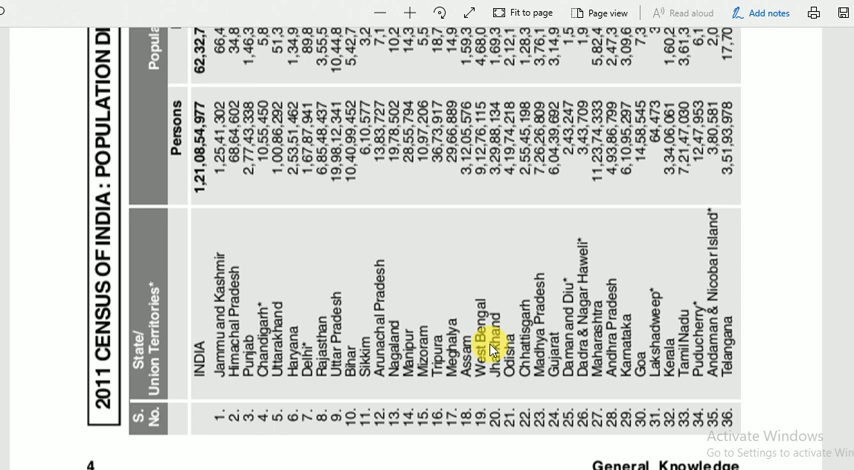 Fit to page
Page view
Read aloud
Add notes
2011 CENSUS OF INDIA : POPULATION
S. No. State/ Union Territories* Persons
INDIA 1,21,08,54,977
1. Jammu and Kashmir 1,25,41,302
2. Himachal Pradesh 68,64,602
3. Punjab 2,77,43,338
4. Chandigarh* 10,55,450
5. Uttarakhand 1,00,86,292
6. Haryana 2,53,51,462
7. Delhi* 1,67,87,941
8. Rajasthan 6,85,48,437
9. Uttar Pradesh 19,98,12,341
10. Bihar 10,40,99,452
11. Sikkim 6,10,577
12. Arunachal Pradesh 13,83,727
13. Nagaland 19,78,502
14. Manipur 28,55,794
15. Mizoram 10,97,206
16. Tripura 36,73,917
17. Meghalya 29,66,889
18. Assam 3,12,05,576
19. West Bengal 9,12,76,115
20. Jharkhand 3,29,88,134
21. Odisha 4,19,74,218
22. Chhattisgarh 2,55,45,198
23. Madhya Pradesh 7,26,26,809
24. Gujarat 6,04,39,692
25. Daman and Diu* 2,43,247
26. Dadra & Nagar Haweli* 3,43,709
27. Maharashtra 11,23,74,333
28. Andhra Pradesh 4,93,86,799
29. Karnataka 6,10,95,297
30. Goa 14,58,545
31. Lakshadweep* 64,473
32. Kerala 3,34,06,061
33. Tamil Nadu 7,21,47,030
34. Puducherry* 12,47,953
35. Andaman & Nicobar Island* 3,80,581
36. Telangana 3,51,93,978
4
General Knowledge
Activate Windows
Go to Settings to activate Win